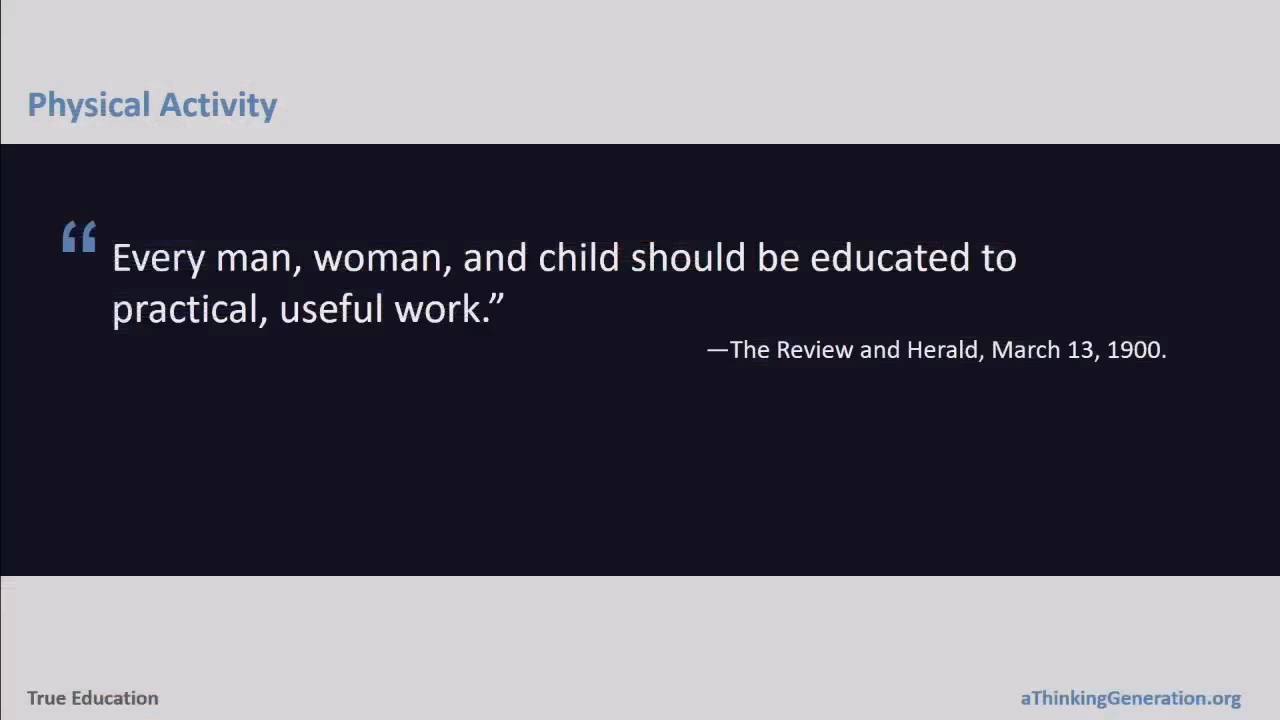 Physical Activity
“ Every man, woman, and child should be educated to
practical, useful work.”
—The Review and Herald, March 13, 1900.
True Education
aThinkingGeneration.org